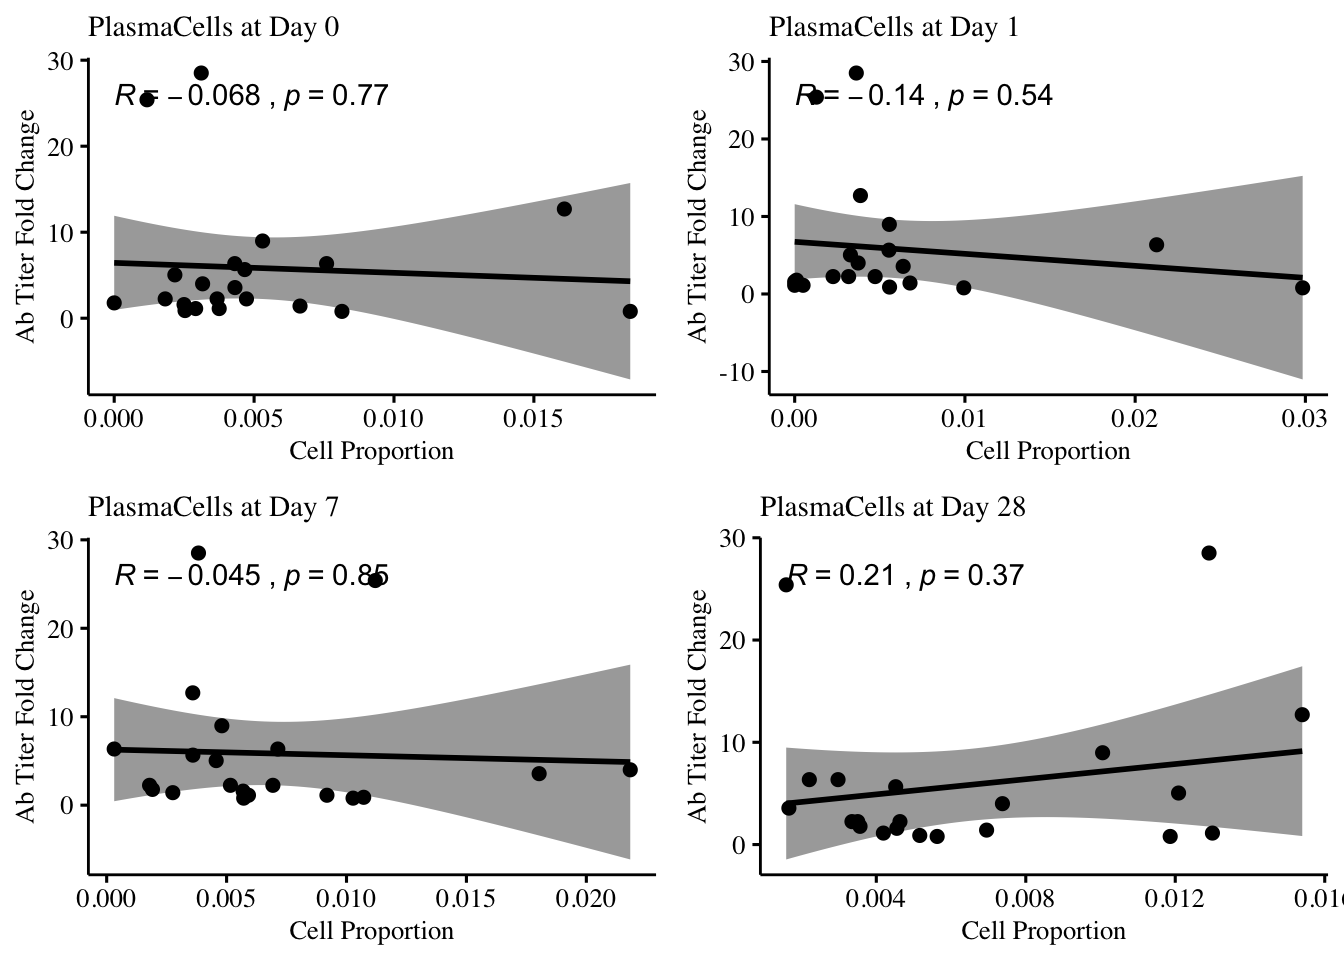 PlasmaCells at Day 0
R = −0.068 , p = 0.77
Ab Titer Fold Change
30
20
10
0
0.000 0.005 0.010 0.015
Cell Proportion
PlasmaCells at Day 1
R = −0.14 , p = 0.54
Ab Titer Fold Change
30
20
10
0
-10
0.00 0.01 0.02 0.03
Cell Proportion
PlasmaCells at Day 7
R = −0.045 , p = 0.85
Ab Titer Fold Change
30
20
10
0
0.000 0.005 0.010 0.015 0.020
Cell Proportion
PlasmaCells at Day 28
R = 0.21 , p = 0.37
Ab Titer Fold Change
30
20
10
0
0.004 0.008 0.012 0.016
Cell Proportion